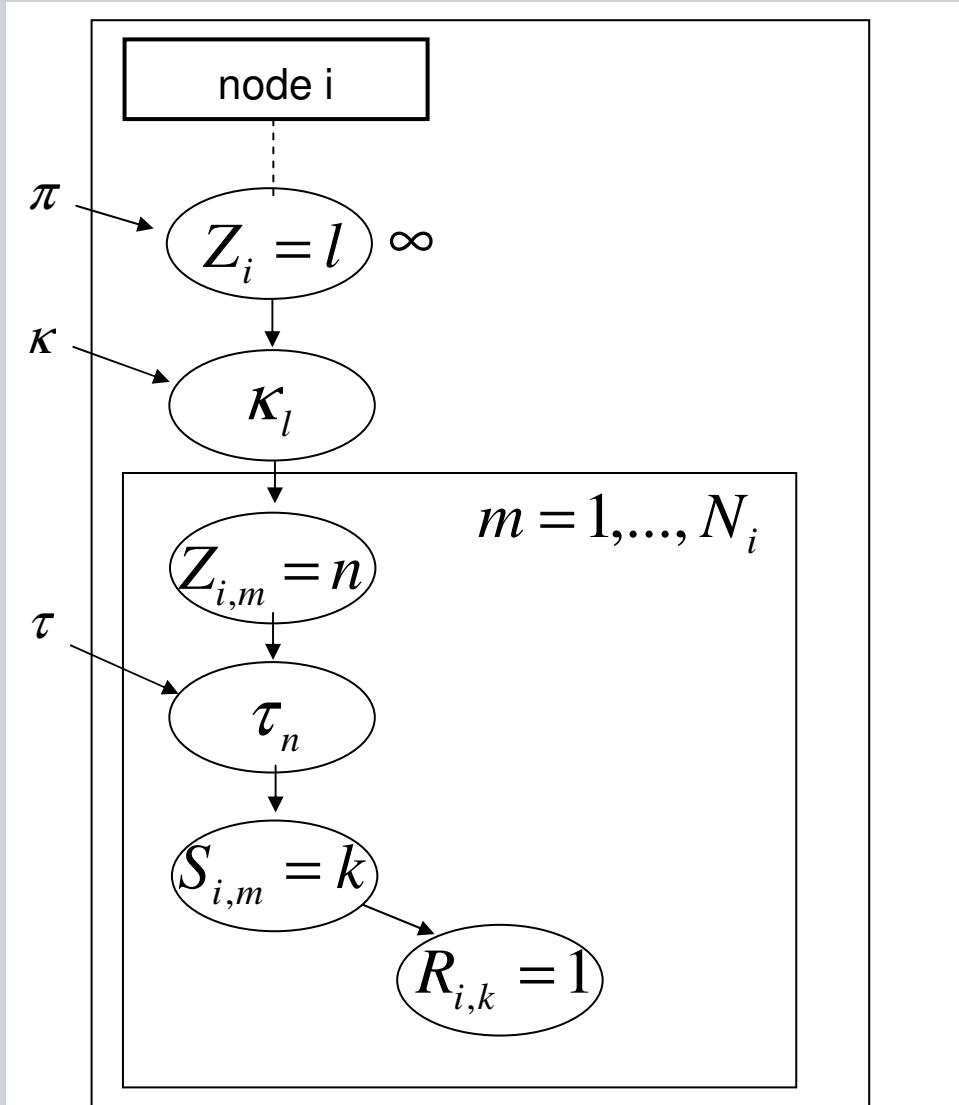 node i
π
Z_i = l ∞
κ
κ_l
m = 1,..., N_i
Z_{i,m} = n
τ
τ_n
S_{i,m} = k
R_{i,k} = 1